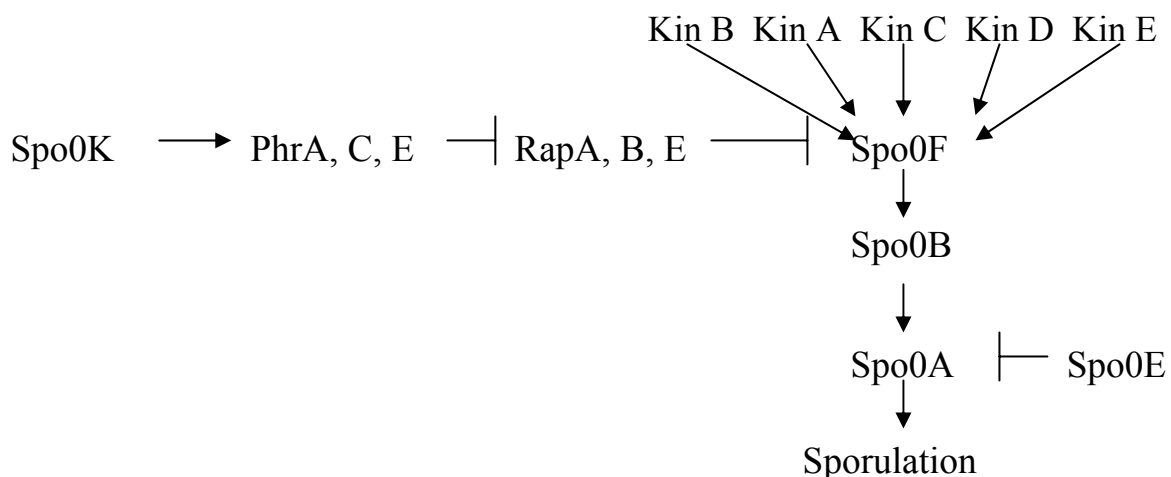 Kin B Kin A Kin C Kin D Kin E
Spo0K PhrA, C, E RapA, B, E Spo0F
Spo0B
Spo0A Spo0E
Sporulation